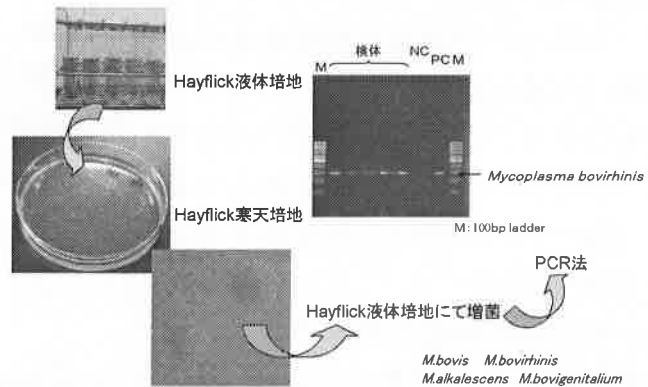 Hayflick液体培地
Hayflick寒天培地
M 検体 NC PC M
Mycoplasma bovirhinis
M:100bp ladder
PCR法
Hayflick液体培地にて増菌
M.bovis M.bovirhinis
M.alkalescens M.bovigenitalium